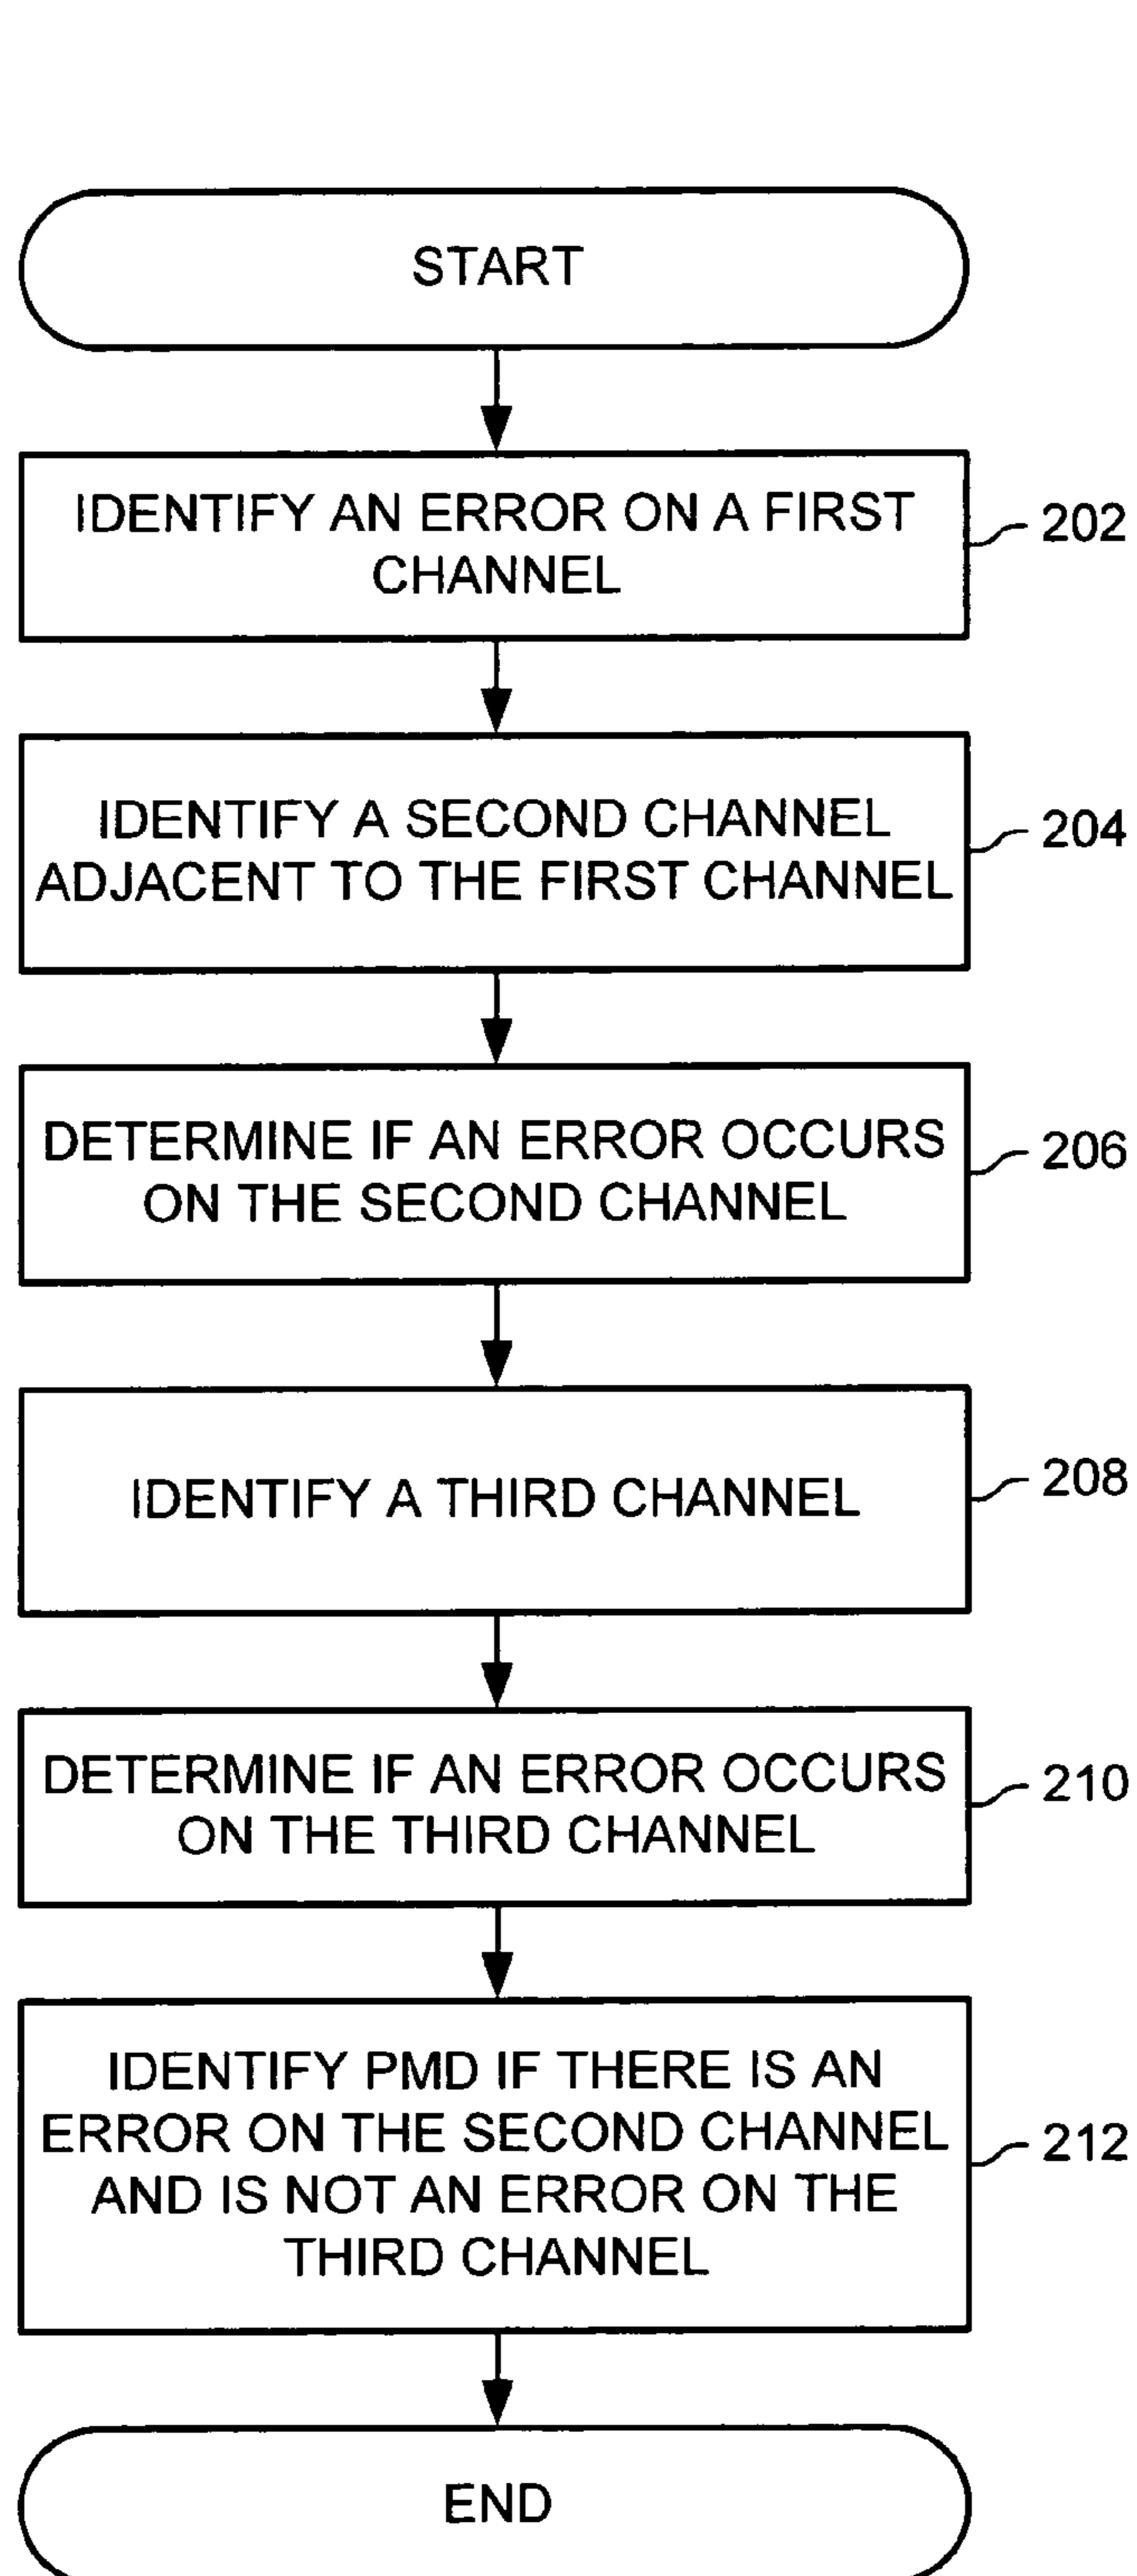 START
IDENTIFY AN ERROR ON A FIRST
CHANNEL
202
IDENTIFY A SECOND CHANNEL
ADJACENT TO THE FIRST CHANNEL
204
DETERMINE IF AN ERROR OCCURS
ON THE SECOND CHANNEL
206
IDENTIFY A THIRD CHANNEL
208
DETERMINE IF AN ERROR OCCURS
ON THE THIRD CHANNEL
210
IDENTIFY PMD IF THERE IS AN
ERROR ON THE SECOND CHANNEL
AND IS NOT AN ERROR ON THE
THIRD CHANNEL
212
END